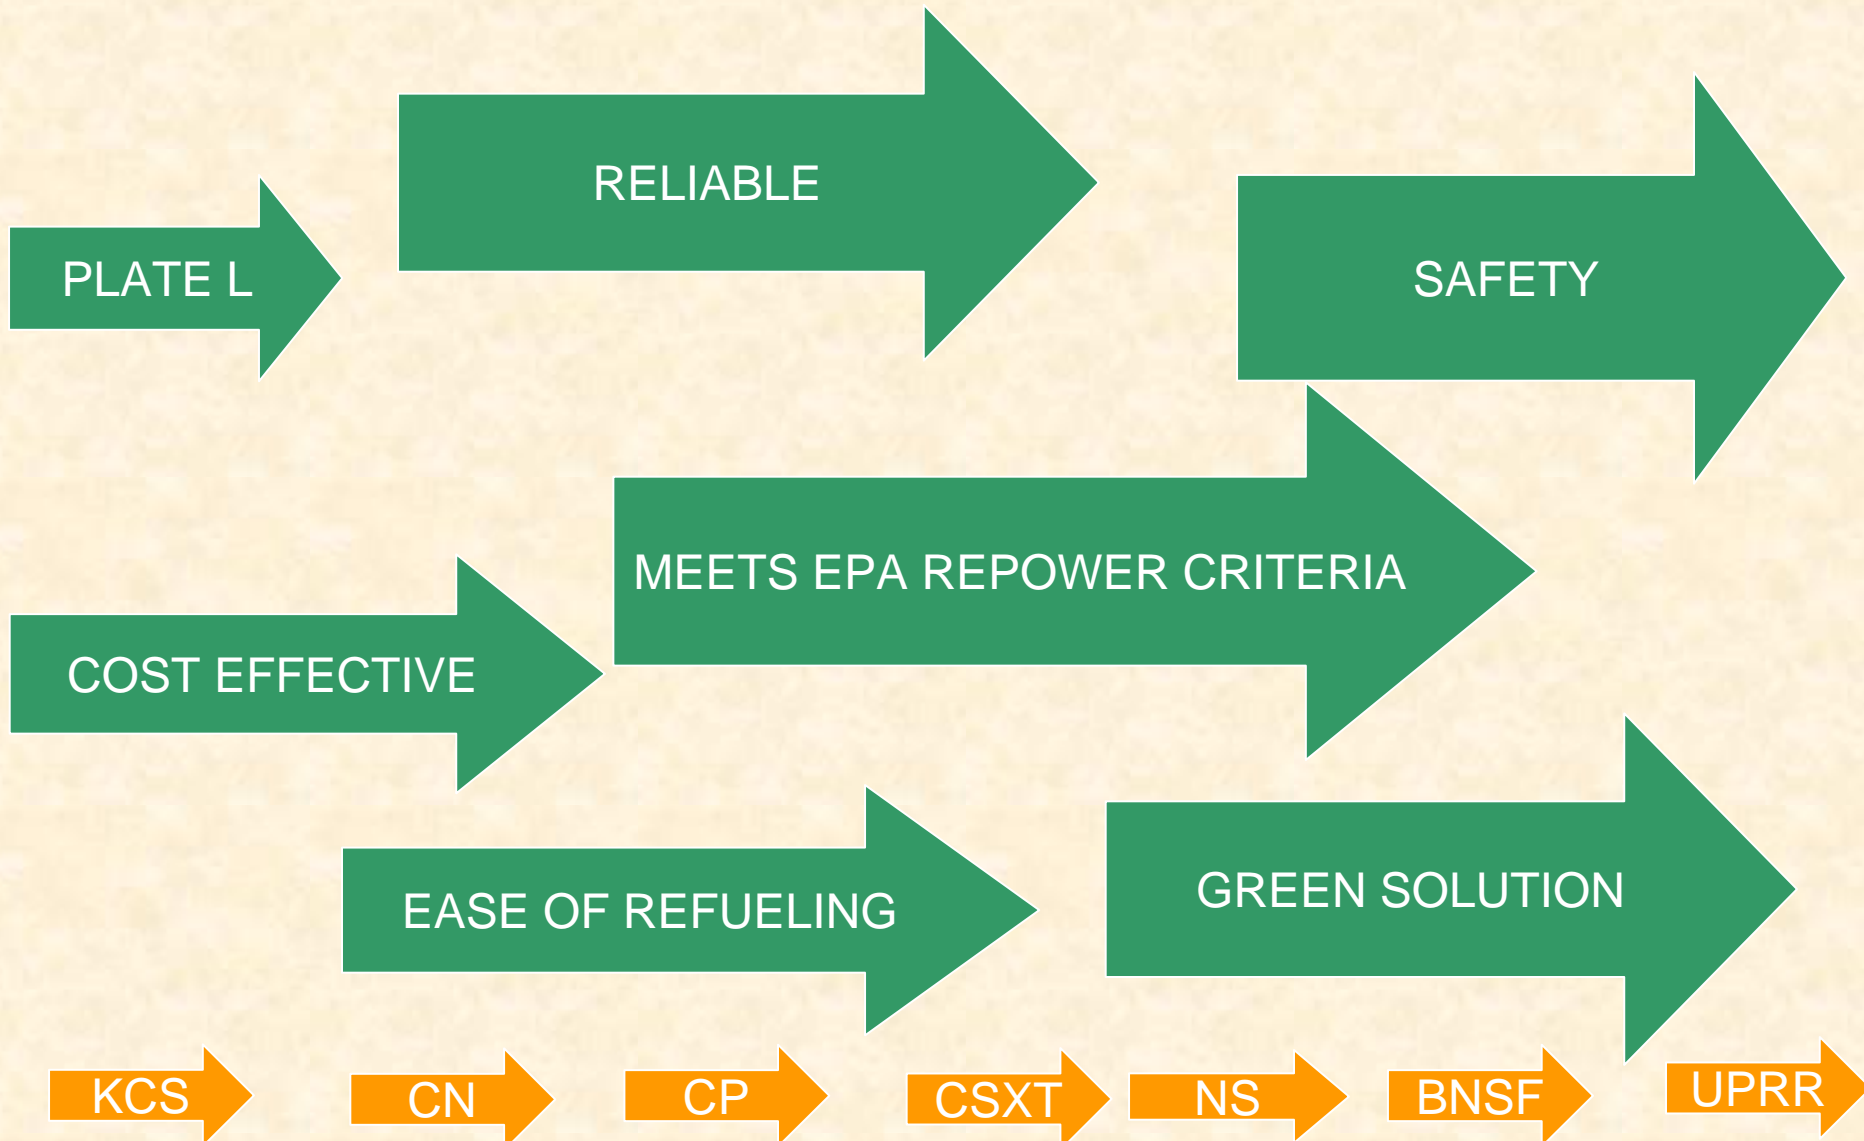 RELIABLE
PLATE L
SAFETY
MEETS EPA REPOWER CRITERIA
COST EFFECTIVE
EASE OF REFUELING
GREEN SOLUTION
KCS
CN
CP
CSXT
NS
BNSF
UPRR